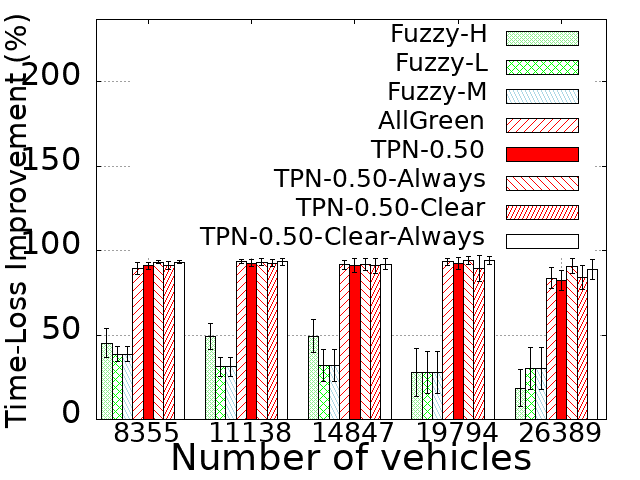 Time-Loss Improvement (%)
200
150
100
50
0
Fuzzy-H
Fuzzy-L
Fuzzy-M
AllGreen
TPN-0.50
TPN-0.50-Always
TPN-0.50-Clear
TPN-0.50-Clear-Always
8355 11138 14847 19794 26389
Number of vehicles